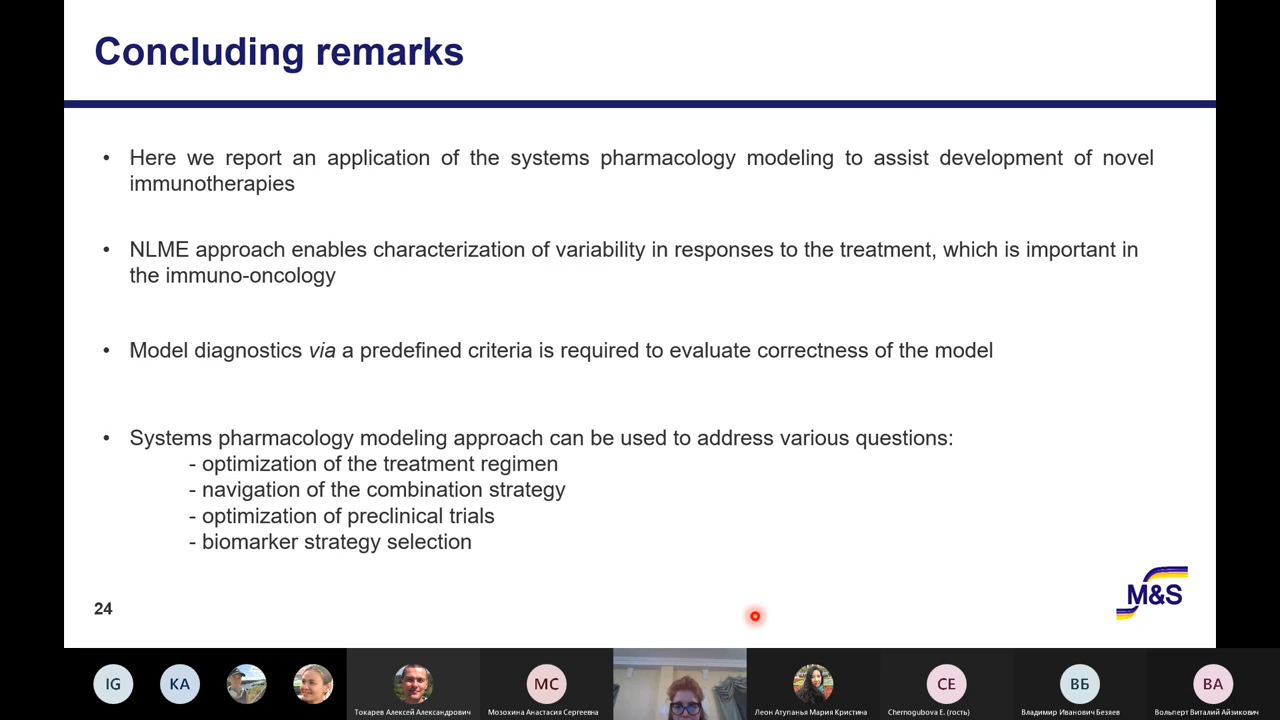 Concluding remarks
• Here we report an application of the systems pharmacology modeling to assist development of novel
immunotherapies
• NLME approach enables characterization of variability in responses to the treatment, which is important in
the immuno-oncology
• Model diagnostics via a predefined criteria is required to evaluate correctness of the model
• Systems pharmacology modeling approach can be used to address various questions:
- optimization of the treatment regimen
- navigation of the combination strategy
- optimization of preclinical trials
- biomarker strategy selection
M&S
24
IG
KA
Токарев Алексей Александрович
МС
Мозохина Анастасия Сергеевна
Леон Атупанья Мария Кристина
CE
Chernogubova E. (гость)
ВБ
Владимир Иванович Безяев
ВА
Вольперт Виталий Айзикович